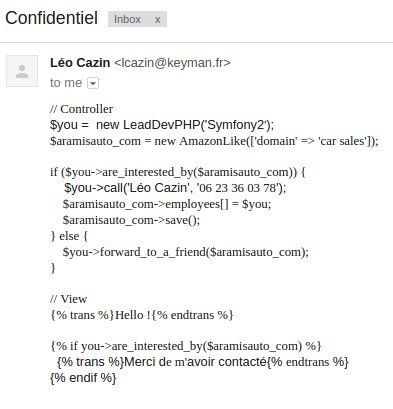 Confidentiel Inbox x
Léo Cazin <lcazin@keyman.fr>
to me
// Controller
$you = new LeadDevPHP('Symfony2');
$aramisauto_com = new AmazonLike(['domain' => 'car sales']);
if ($you->are_interested_by($aramisauto_com)) {
$you->call('Léo Cazin', '06 23 36 03 78');
$aramisauto_com->employees[] = $you;
$aramisauto_com->save();
} else {
$you->forward_to_a_friend($aramisauto_com);
}
// View
{% trans %}Hello !{% endtrans %}
{% if you->are_interested_by($aramisauto_com) %}
{% trans %}Merci de m'avoir contacté{% endtrans %}
{% endif %}